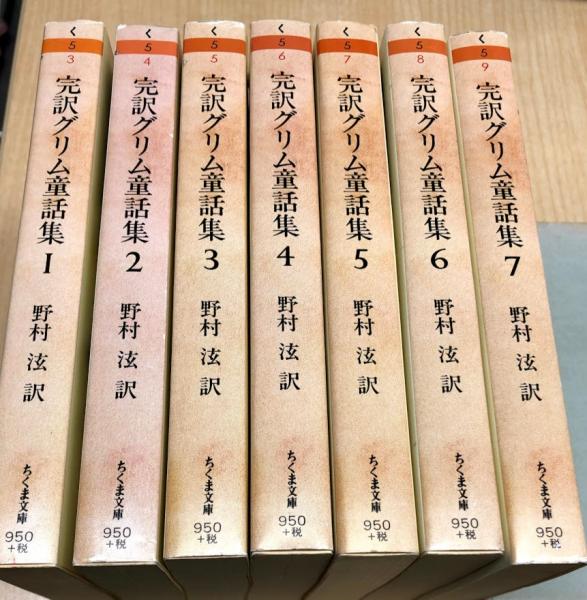 く
5
3
完訳グリム童話集 1
野村 泫 訳
ちくま文庫
950
+税
く
5
4
完訳グリム童話集 2
野村 泫 訳
ちくま文庫
950
+税
く
5
5
完訳グリム童話集 3
野村 泫 訳
ちくま文庫
950
+税
く
5
6
完訳グリム童話集 4
野村 泫 訳
ちくま文庫
950
+税
く
5
7
完訳グリム童話集 5
野村 泫 訳
ちくま文庫
950
+税
く
5
8
完訳グリム童話集 6
野村 泫 訳
ちくま文庫
950
+税
く
5
9
完訳グリム童話集 7
野村 泫 訳
ちくま文庫
950
+税